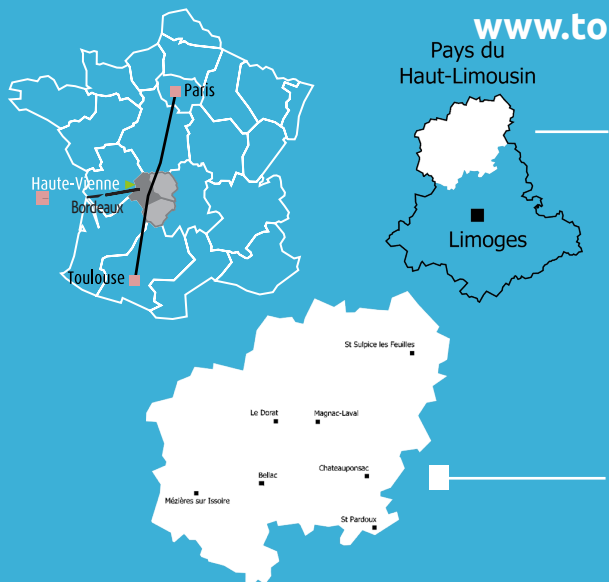 www.to
Pays du
Haut-Limousin
Paris
Haute-Vienne
Bordeaux
Toulouse
Limoges
St Sulpice les Feuilles
Le Dorat
Magnac-Laval
Bellac
Chateauponsac
Mézières sur Issoire
St Pardoux